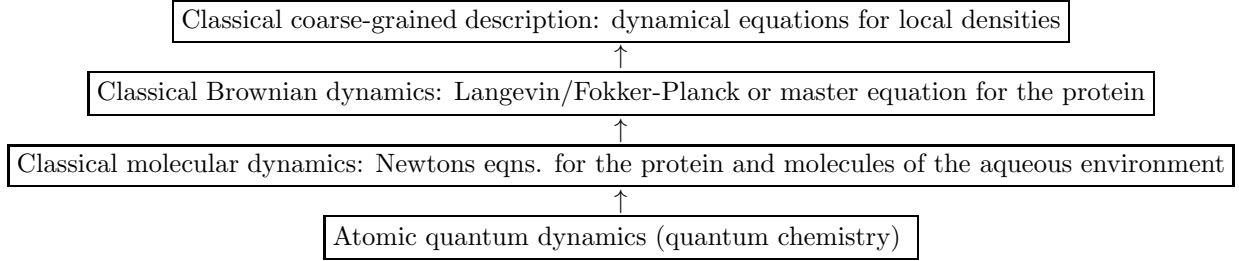 Classical coarse-grained description: dynamical equations for local densities
↑
Classical Brownian dynamics: Langevin/Fokker-Planck or master equation for the protein
↑
Classical molecular dynamics: Newtons eqns. for the protein and molecules of the aqueous environment
↑
Atomic quantum dynamics (quantum chemistry)